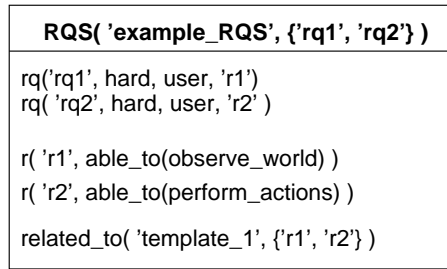 RQS( ’example_RQS’, {’rq1’, ’rq2’} )
rq(’rq1’, hard, user, ’r1’)
rq( ’rq2’, hard, user, ’r2’ )
r( ’r1’, able_to(observe_world) )
r( ’r2’, able_to(perform_actions) )
related_to( ’template_1’, {’r1’, ’r2’} )